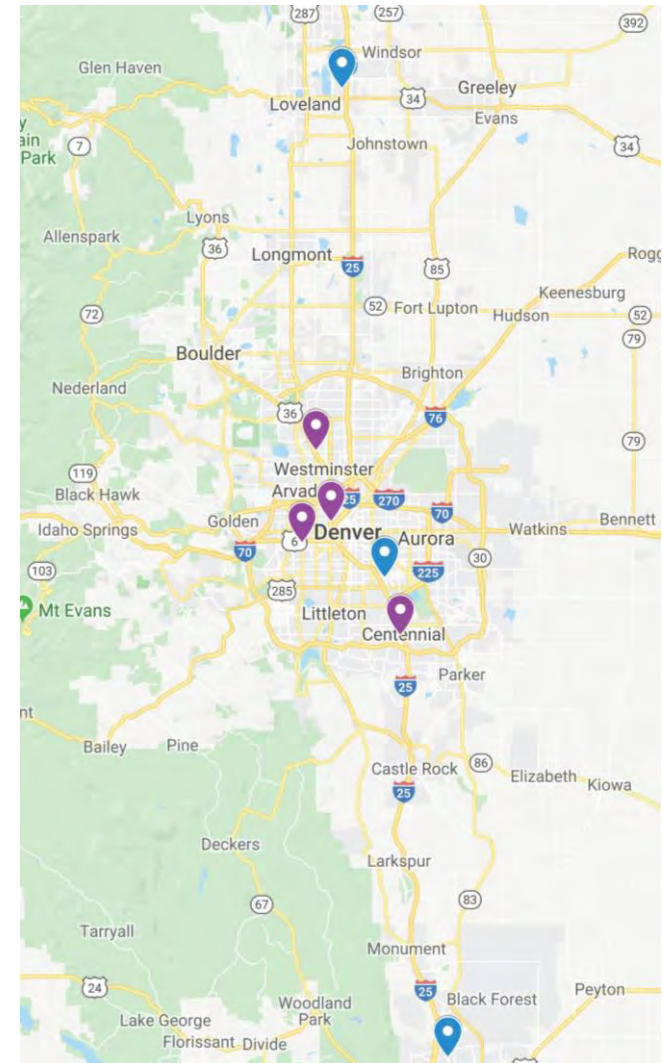 287
257
392
Windsor
Glen Haven
Loveland
34
Greeley
Evans
7
Johnstown
34
Park
Lyons
Allenspark
36
Longmont
25
85
Rogg
Keenesburg
72
52
Fort Lupton
Hudson
52
79
Boulder
Brighton
Nederland
36
76
79
119
Westminster
Black Hawk
Arvad
25
270
70
Bennett
Golden
Idaho Springs
6
Denver
Aurora
Watkins
70
30
103
225
285
Mt Evans
Littleton
Centennial
Parker
25
Bailey
Pine
86
Castle Rock
Elizabeth
Kiowa
25
Deckers
Larkspur
67
83
Tarryall
Monument
24
25
Black Forest
Peyton
Woodland
Park
Lake George
Florissant
Divide